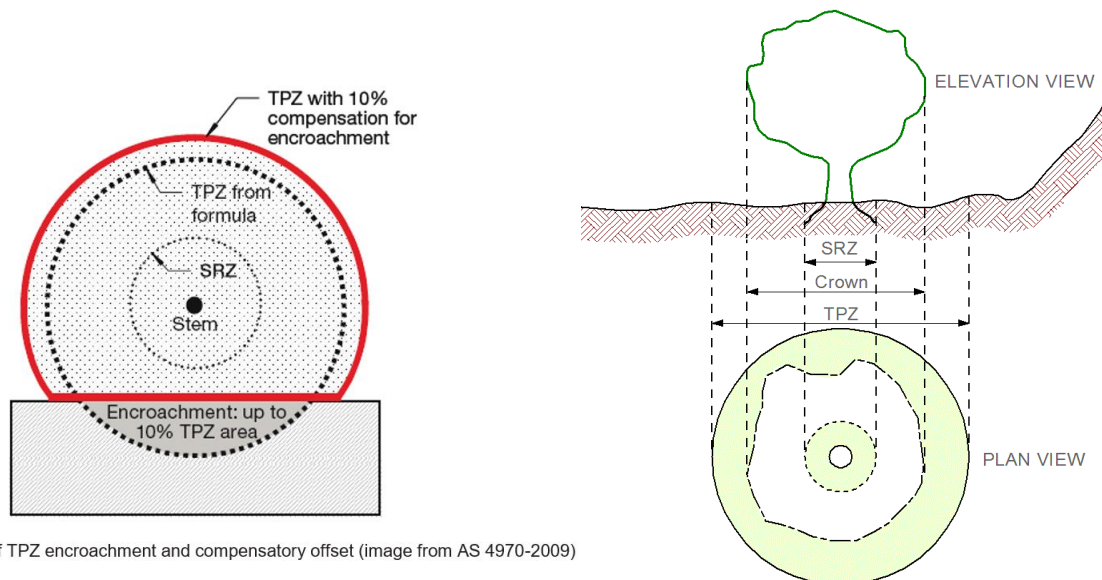 TPZ with 10%
compensation for
encroachment
TPZ from
formula
SRZ
Stem
Encroachment: up to
10% TPZ area
TPZ encroachment and compensatory offset (image from AS 4970-2009)
ELEVATION VIEW
SRZ
Crown
TPZ
PLAN VIEW